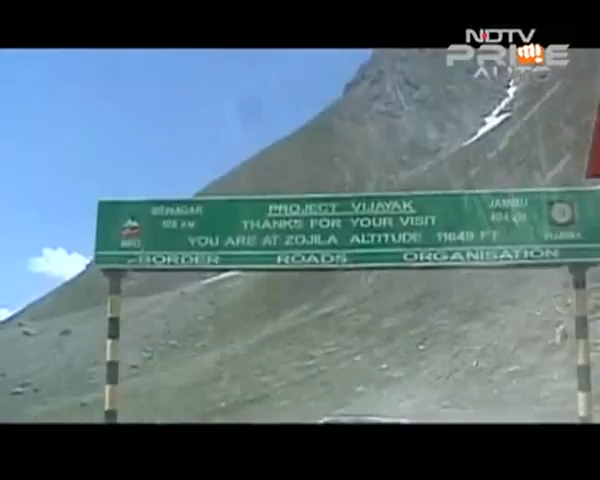 NDTV
PRIME
AUTO
PROJECT VIJAYAK
SRINAGAR
JAMMU
THANKS FOR YOUR VISIT
YOU ARE AT ZOJILA ALTITUDE 11649 FT
BORDER ROADS ORGANISATION